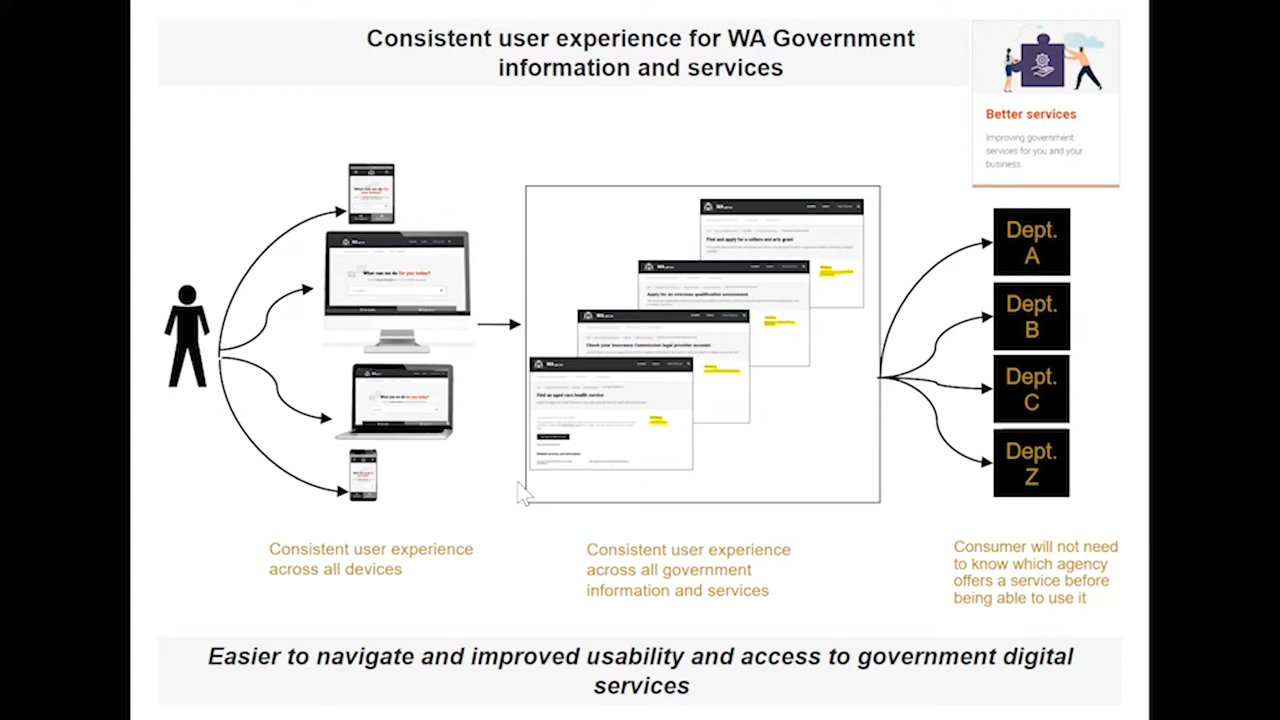 Consistent user experience for WA Government
information and services
Better services
Improving government
services for you and your
business.
What can we do for you today?
Find and apply for a culture and arts grant
Apply for an overseas qualification assessment
Check your Insurance Commission legal provider account
Find an aged care health service
Related services and information
Dept.
A
Dept.
B
Dept.
C
Dept.
Z
Consistent user experience
across all devices
Consistent user experience
across all government
information and services
Consumer will not need
to know which agency
offers a service before
being able to use it
Easier to navigate and improved usability and access to government digital
services